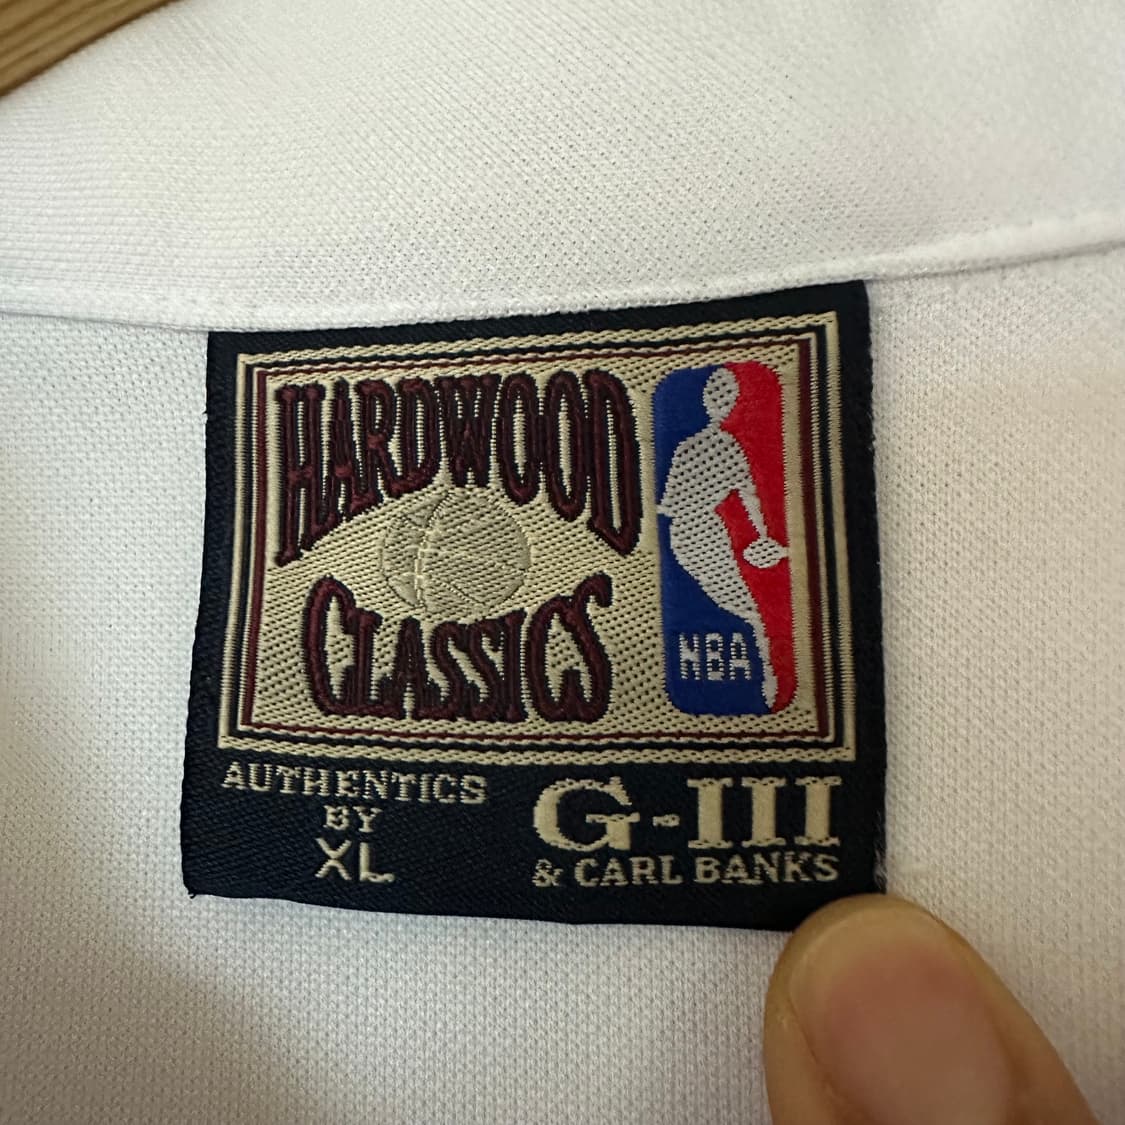 HARDWOOD
CLASSICS
NBA
AUTHENTICS
BY
XL
G-III
& CARL BANKS